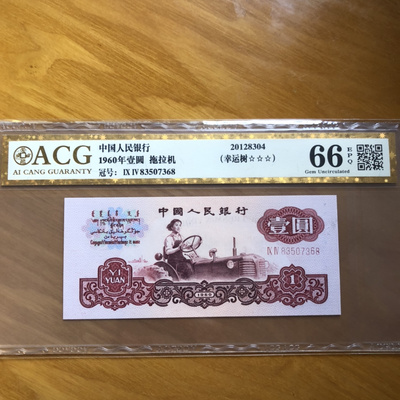 ACG
AI CANG GUARANTY
中国人民银行
1960年壹圆 拖拉机
冠号: IX IV 83507368
20128304
(幸运树☆☆☆)
66 EPQ
Gem Uncirculated
中国人民银行
壹圆
IX IV 83507368
YI
YUAN
1960
1